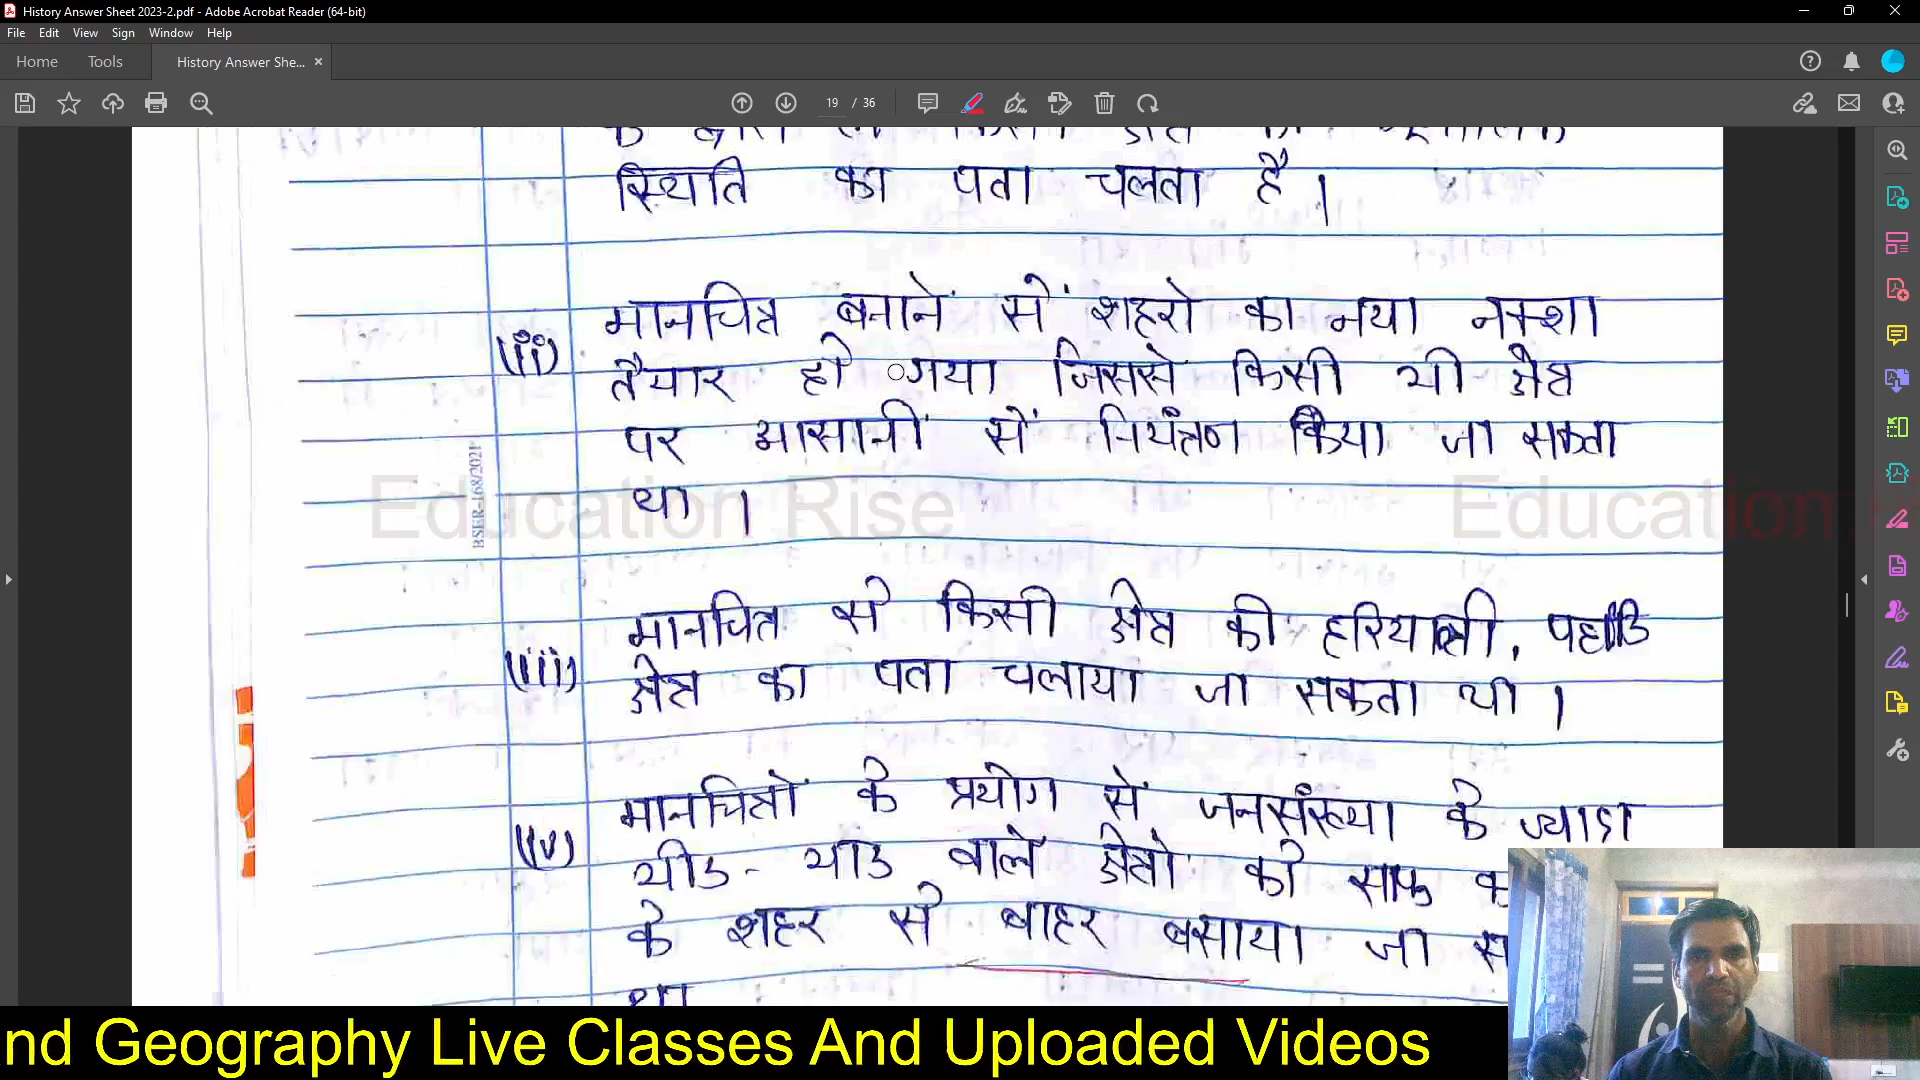 History Answer Sheet 2023-2.pdf - Adobe Acrobat Reader (64-bit)
File Edit View Sign Window Help
Home Tools History Answer She... ×
19 / 36
स्थिति का पता चलता है।
(ii) मानचित्र बनाने से शहरो का नया नक्शा
तैयार हो गया जिससे किसी भी क्षेत्र
पर आसानी से नियंत्रण किया जा सकता
था।
Education Rise
Educati
BSER-168/2021
(iii) मानचित्र से किसी क्षेत्र की हरियाली, पहाडि
क्षेत्र का पता चलाया जा सकता था।
(iv) मानचित्रों के प्रयोग से जनसंख्या के ज्यादा
भीड - भाड वाले क्षेत्रो को साफ
के शहर से बाहर बसाया जा
था
nd Geography Live Classes And Uploaded Videos